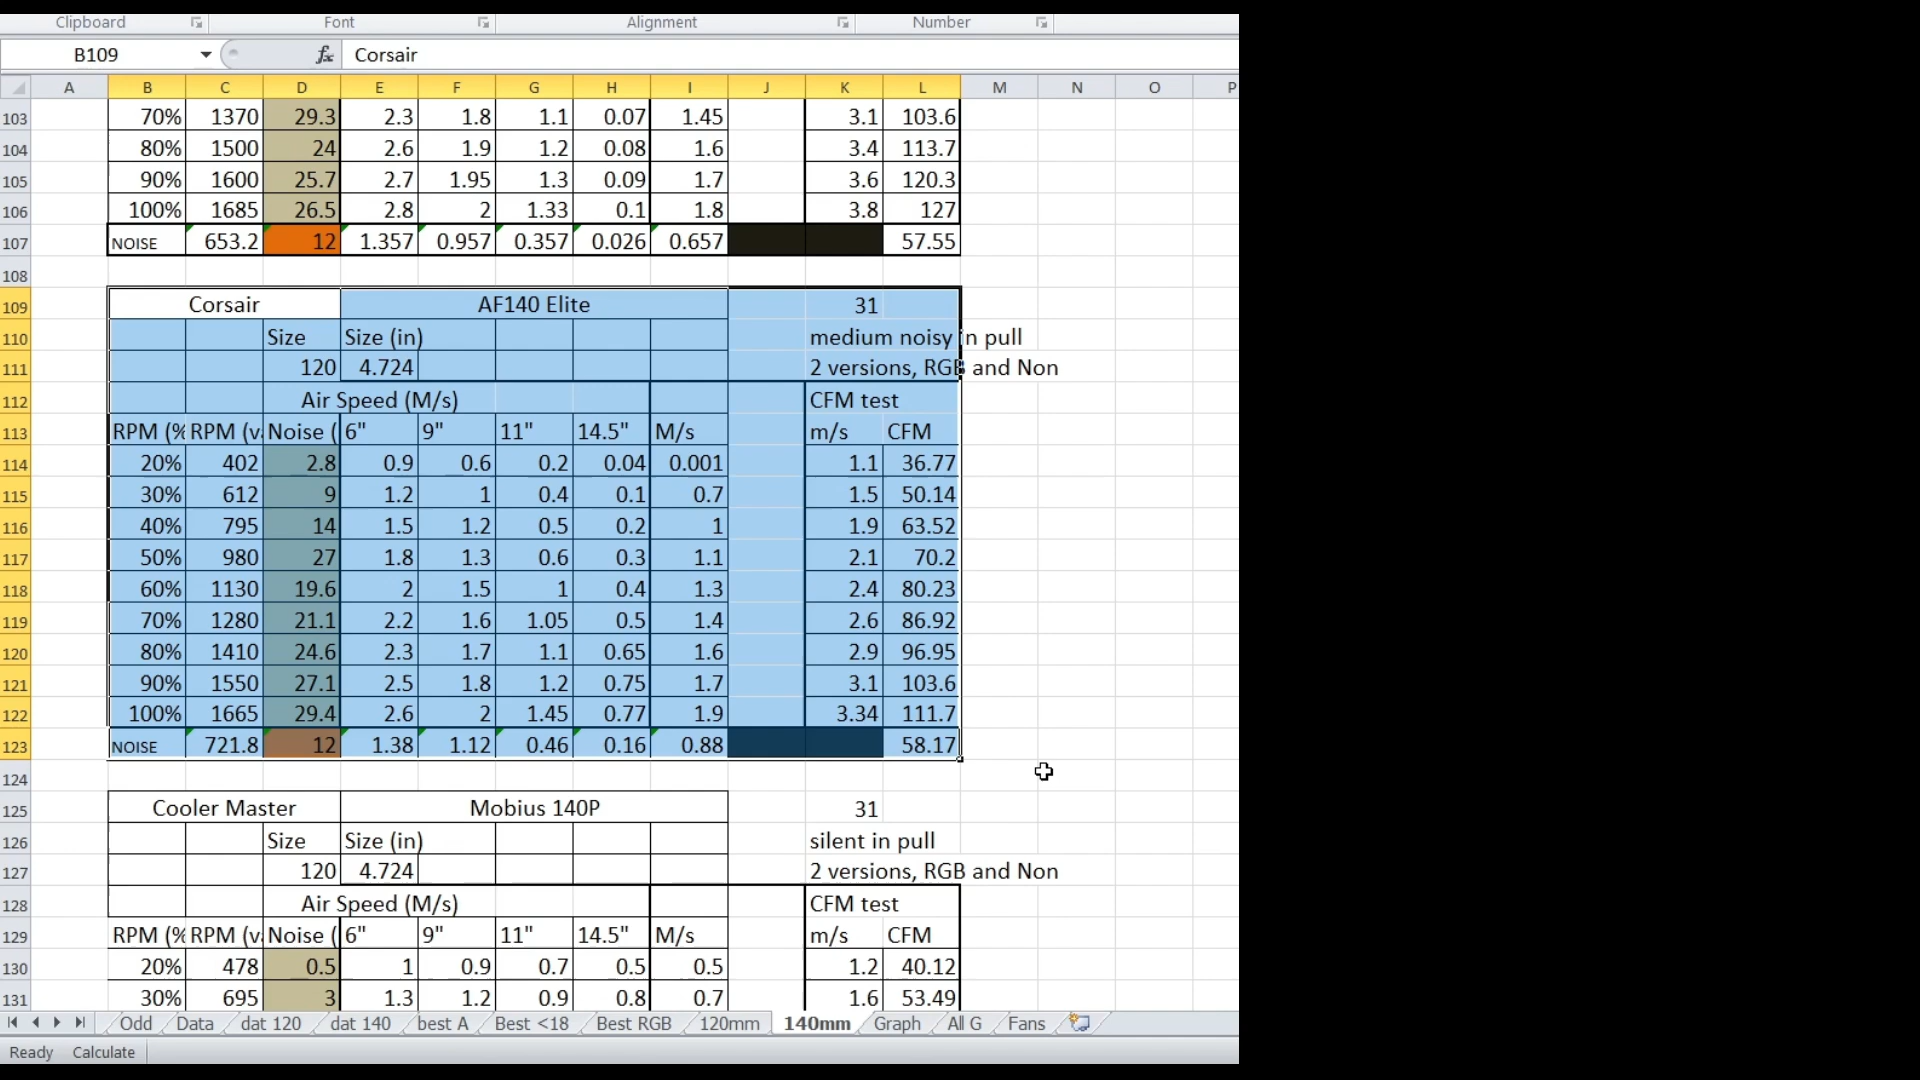 Clipboard Font Alignment Number
B109 fx Corsair
A B C D E F G H I J K L M N O P
103 70% 1370 29.3 2.3 1.8 1.1 0.07 1.45 3.1 103.6
104 80% 1500 24 2.6 1.9 1.2 0.08 1.6 3.4 113.7
105 90% 1600 25.7 2.7 1.95 1.3 0.09 1.7 3.6 120.3
106 100% 1685 26.5 2.8 2 1.33 0.1 1.8 3.8 127
107 NOISE 653.2 12 1.357 0.957 0.357 0.026 0.657 57.55
108
109 Corsair AF140 Elite 31
110 Size Size (in) medium noisy in pull
111 120 4.724 2 versions, RGB and Non
112 Air Speed (M/s) CFM test
113 RPM (% RPM (va Noise ( 6" 9" 11" 14.5" M/s m/s CFM
114 20% 402 2.8 0.9 0.6 0.2 0.04 0.001 1.1 36.77
115 30% 612 9 1.2 1 0.4 0.1 0.7 1.5 50.14
116 40% 795 14 1.5 1.2 0.5 0.2 1 1.9 63.52
117 50% 980 27 1.8 1.3 0.6 0.3 1.1 2.1 70.2
118 60% 1130 19.6 2 1.5 1 0.4 1.3 2.4 80.23
119 70% 1280 21.1 2.2 1.6 1.05 0.5 1.4 2.6 86.92
120 80% 1410 24.6 2.3 1.7 1.1 0.65 1.6 2.9 96.95
121 90% 1550 27.1 2.5 1.8 1.2 0.75 1.7 3.1 103.6
122 100% 1665 29.4 2.6 2 1.45 0.77 1.9 3.34 111.7
123 NOISE 721.8 12 1.38 1.12 0.46 0.16 0.88 58.17
124
125 Cooler Master Mobius 140P 31
126 Size Size (in) silent in pull
127 120 4.724 2 versions, RGB and Non
128 Air Speed (M/s) CFM test
129 RPM (% RPM (va Noise ( 6" 9" 11" 14.5" M/s m/s CFM
130 20% 478 0.5 1 0.9 0.7 0.5 0.5 1.2 40.12
131 30% 695 3 1.3 1.2 0.9 0.8 0.7 1.6 53.49
Odd Data dat 120 dat 140 best A Best <18 Best RGB 120mm 140mm Graph All G Fans
Ready Calculate